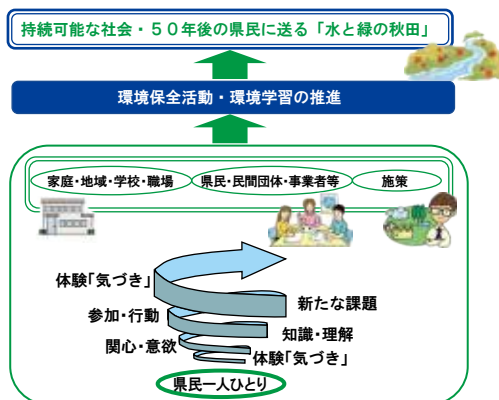 持続可能な社会・５０年後の県民に送る「水と緑の秋田」
環境保全活動・環境学習の推進
家庭・地域・学校・職場
県民・民間団体・事業者等
施策
体験「気づき」
新たな課題
参加・行動
知識・理解
関心・意欲
体験「気づき」
県民一人ひとり